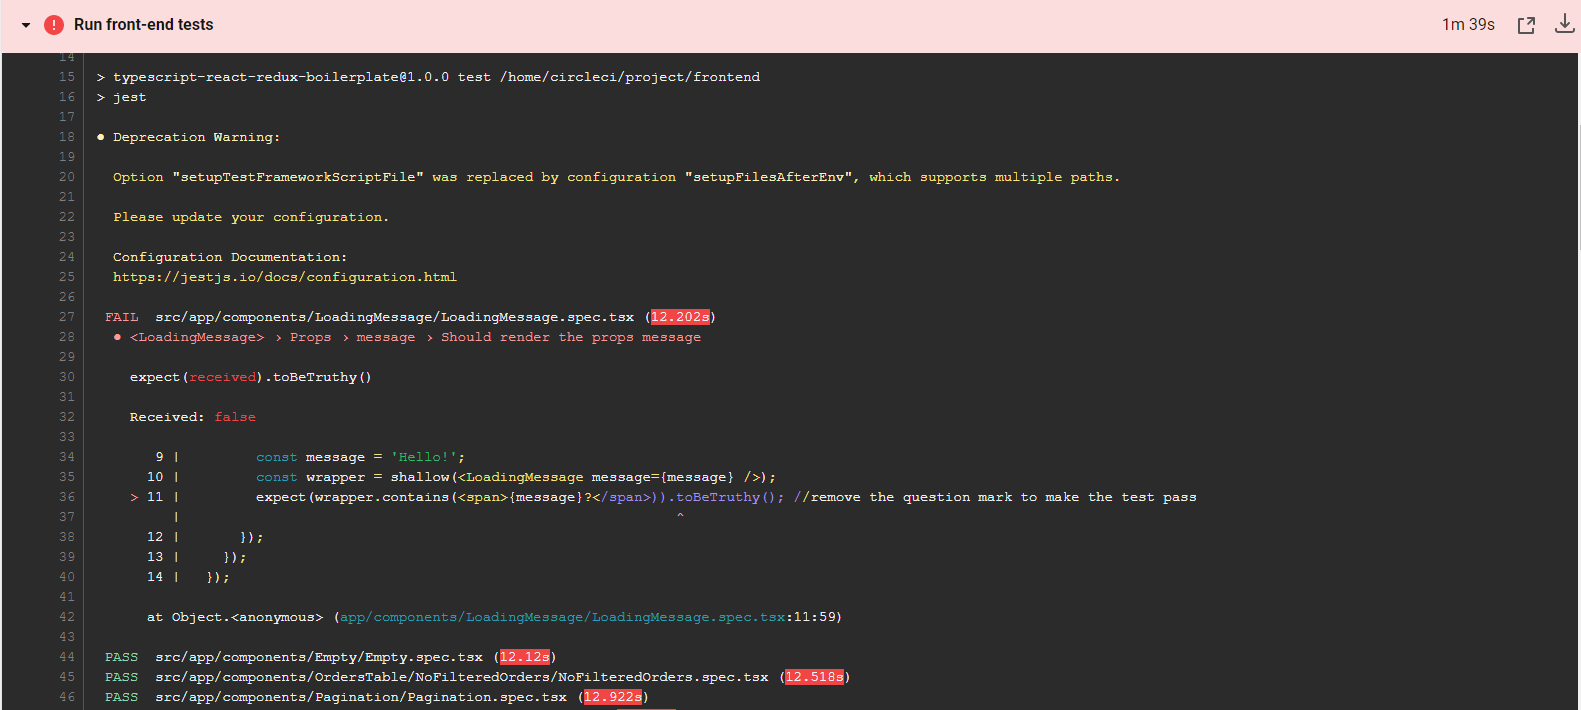 Run front-end tests 1m 39s
14
15 > typescript-react-redux-boilerplate@1.0.0 test /home/circleci/project/frontend
16 > jest
17
18 ● Deprecation Warning:
19
20 Option "setupTestFrameworkScriptFile" was replaced by configuration "setupFilesAfterEnv", which supports multiple paths.
21
22 Please update your configuration.
23
24 Configuration Documentation:
25 https://jestjs.io/docs/configuration.html
26
27 FAIL src/app/components/LoadingMessage/LoadingMessage.spec.tsx (12.202s)
28 ● <LoadingMessage> › Props › message › Should render the props message
29
30 expect(received).toBeTruthy()
31
32 Received: false
33
34 9 | const message = 'Hello!';
35 10 | const wrapper = shallow(<LoadingMessage message={message} />);
36 > 11 | expect(wrapper.contains(<span>{message}?</span>)).toBeTruthy(); //remove the question mark to make the test pass
37 | ^
38 12 | });
39 13 | });
40 14 | });
41
42 at Object.<anonymous> (app/components/LoadingMessage/LoadingMessage.spec.tsx:11:59)
43
44 PASS src/app/components/Empty/Empty.spec.tsx (12.12s)
45 PASS src/app/components/OrdersTable/NoFilteredOrders/NoFilteredOrders.spec.tsx (12.518s)
46 PASS src/app/components/Pagination/Pagination.spec.tsx (12.922s)